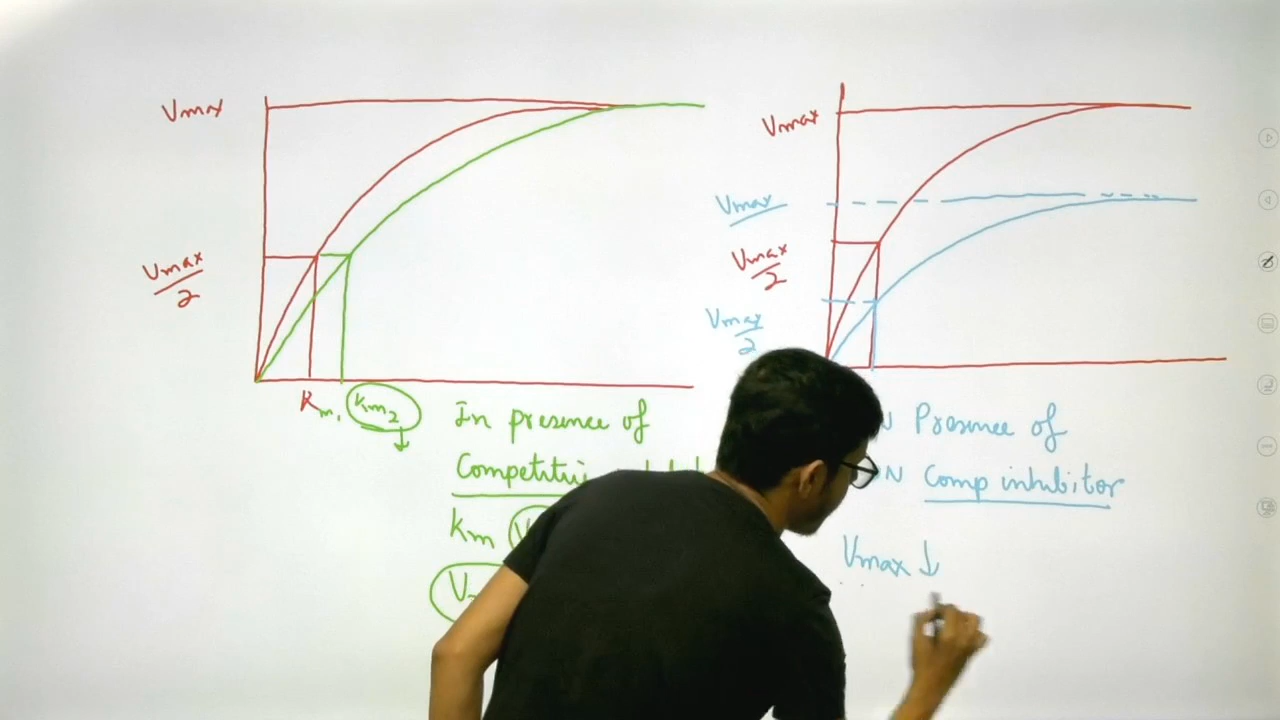 Vmax
Vmax/2
Km1 Km2
In presence of
Km
Vmax
Vmax
Vmax/2
Vmax/2
Presence of
Comp inhibitor
Vmax ↓